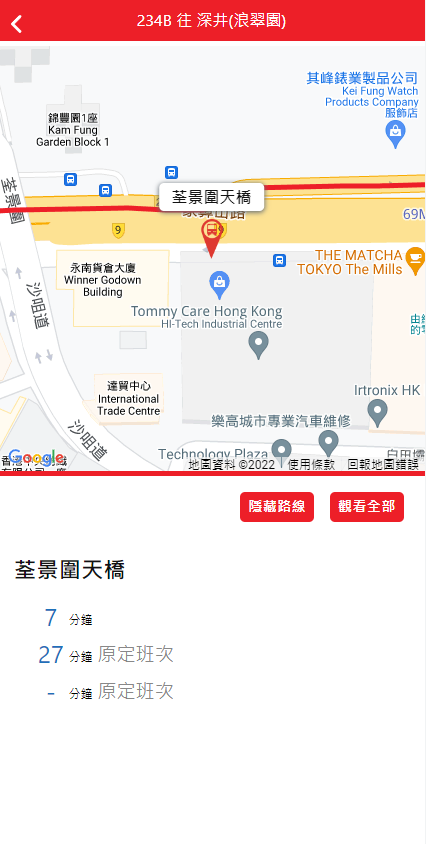 234B 往 深井(浪翠園)
其峰錶業製品公司
Kei Fung Watch
Products Company
服飾店
錦豐園1座
Kam Fung
Garden Block 1
荃景圍
荃景圍天橋
9
9
69M
永南貨倉大廈
Winner Godown
Building
THE MATCHA
TOKYO The Mills
沙咀道
Tommy Care Hong Kong
HI-Tech Industrial Centre
達貿中心
International
Trade Centre
Irtronix HK
樂高城市專業汽車維修
沙咀道
Technology Plaza
白田壩
Google
地圖資料 ©2022
使用條款
回報地圖錯誤
隱藏路線
觀看全部
荃景圍天橋
7 分鐘
27 分鐘 原定班次
- 分鐘 原定班次